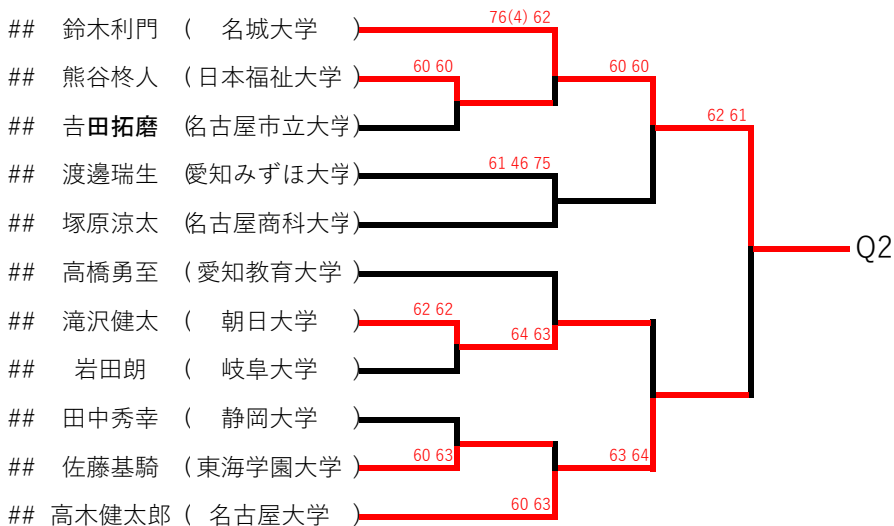 76(4) 62
## 鈴木利門 ( 名城大学 )
60 60 60 60
## 熊谷柊人 ( 日本福祉大学 )
62 61
## 𠮷田拓磨 (名古屋市立大学)
61 46 75
## 渡邊瑞生 (愛知みずほ大学)
## 塚原涼太 (名古屋商科大学)
Q2
## 高橋勇至 ( 愛知教育大学 )
62 62
## 滝沢健太 ( 朝日大学 )
64 63
## 岩田朗 ( 岐阜大学 )
## 田中秀幸 ( 静岡大学 )
60 63 63 64
## 佐藤基騎 ( 東海学園大学 )
60 63
## 高木健太郎 ( 名古屋大学 )